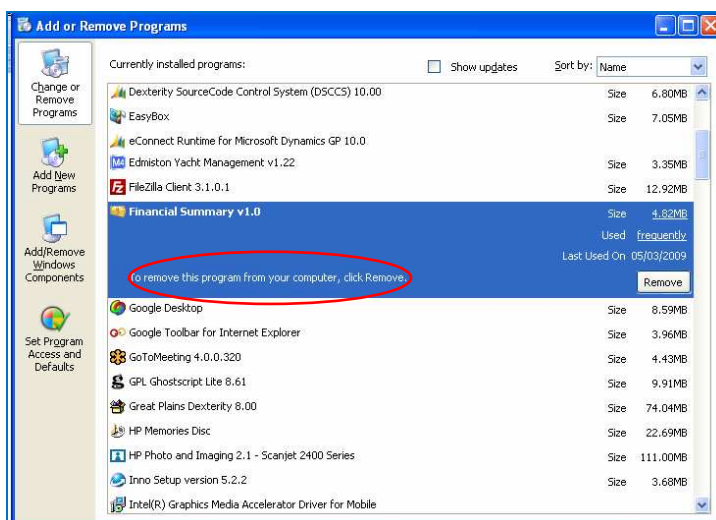 Add or Remove Programs
Change or
Remove
Programs
Add New
Programs
Add/Remove
Windows
Components
Set Program
Access and
Defaults
Currently installed programs:
Show updates
Sort by: Name
Dexterity SourceCode Control System (DSCCS) 10.00 Size 6.80MB
EasyBox Size 7.05MB
eConnect Runtime for Microsoft Dynamics GP 10.0
Edmiston Yacht Management v1.22 Size 3.35MB
FileZilla Client 3.1.0.1 Size 12.92MB
Financial Summary v1.0 Size 4.82MB
Used frequently
Last Used On 05/03/2009
To remove this program from your computer, click Remove.
Remove
Google Desktop Size 8.59MB
Google Toolbar for Internet Explorer Size 3.96MB
GoToMeeting 4.0.0.320 Size 4.43MB
GPL Ghostscript Lite 8.61 Size 9.91MB
Great Plains Dexterity 8.00 Size 74.04MB
HP Memories Disc Size 22.69MB
HP Photo and Imaging 2.1 - Scanjet 2400 Series Size 111.00MB
Inno Setup version 5.2.2 Size 3.68MB
Intel(R) Graphics Media Accelerator Driver for Mobile